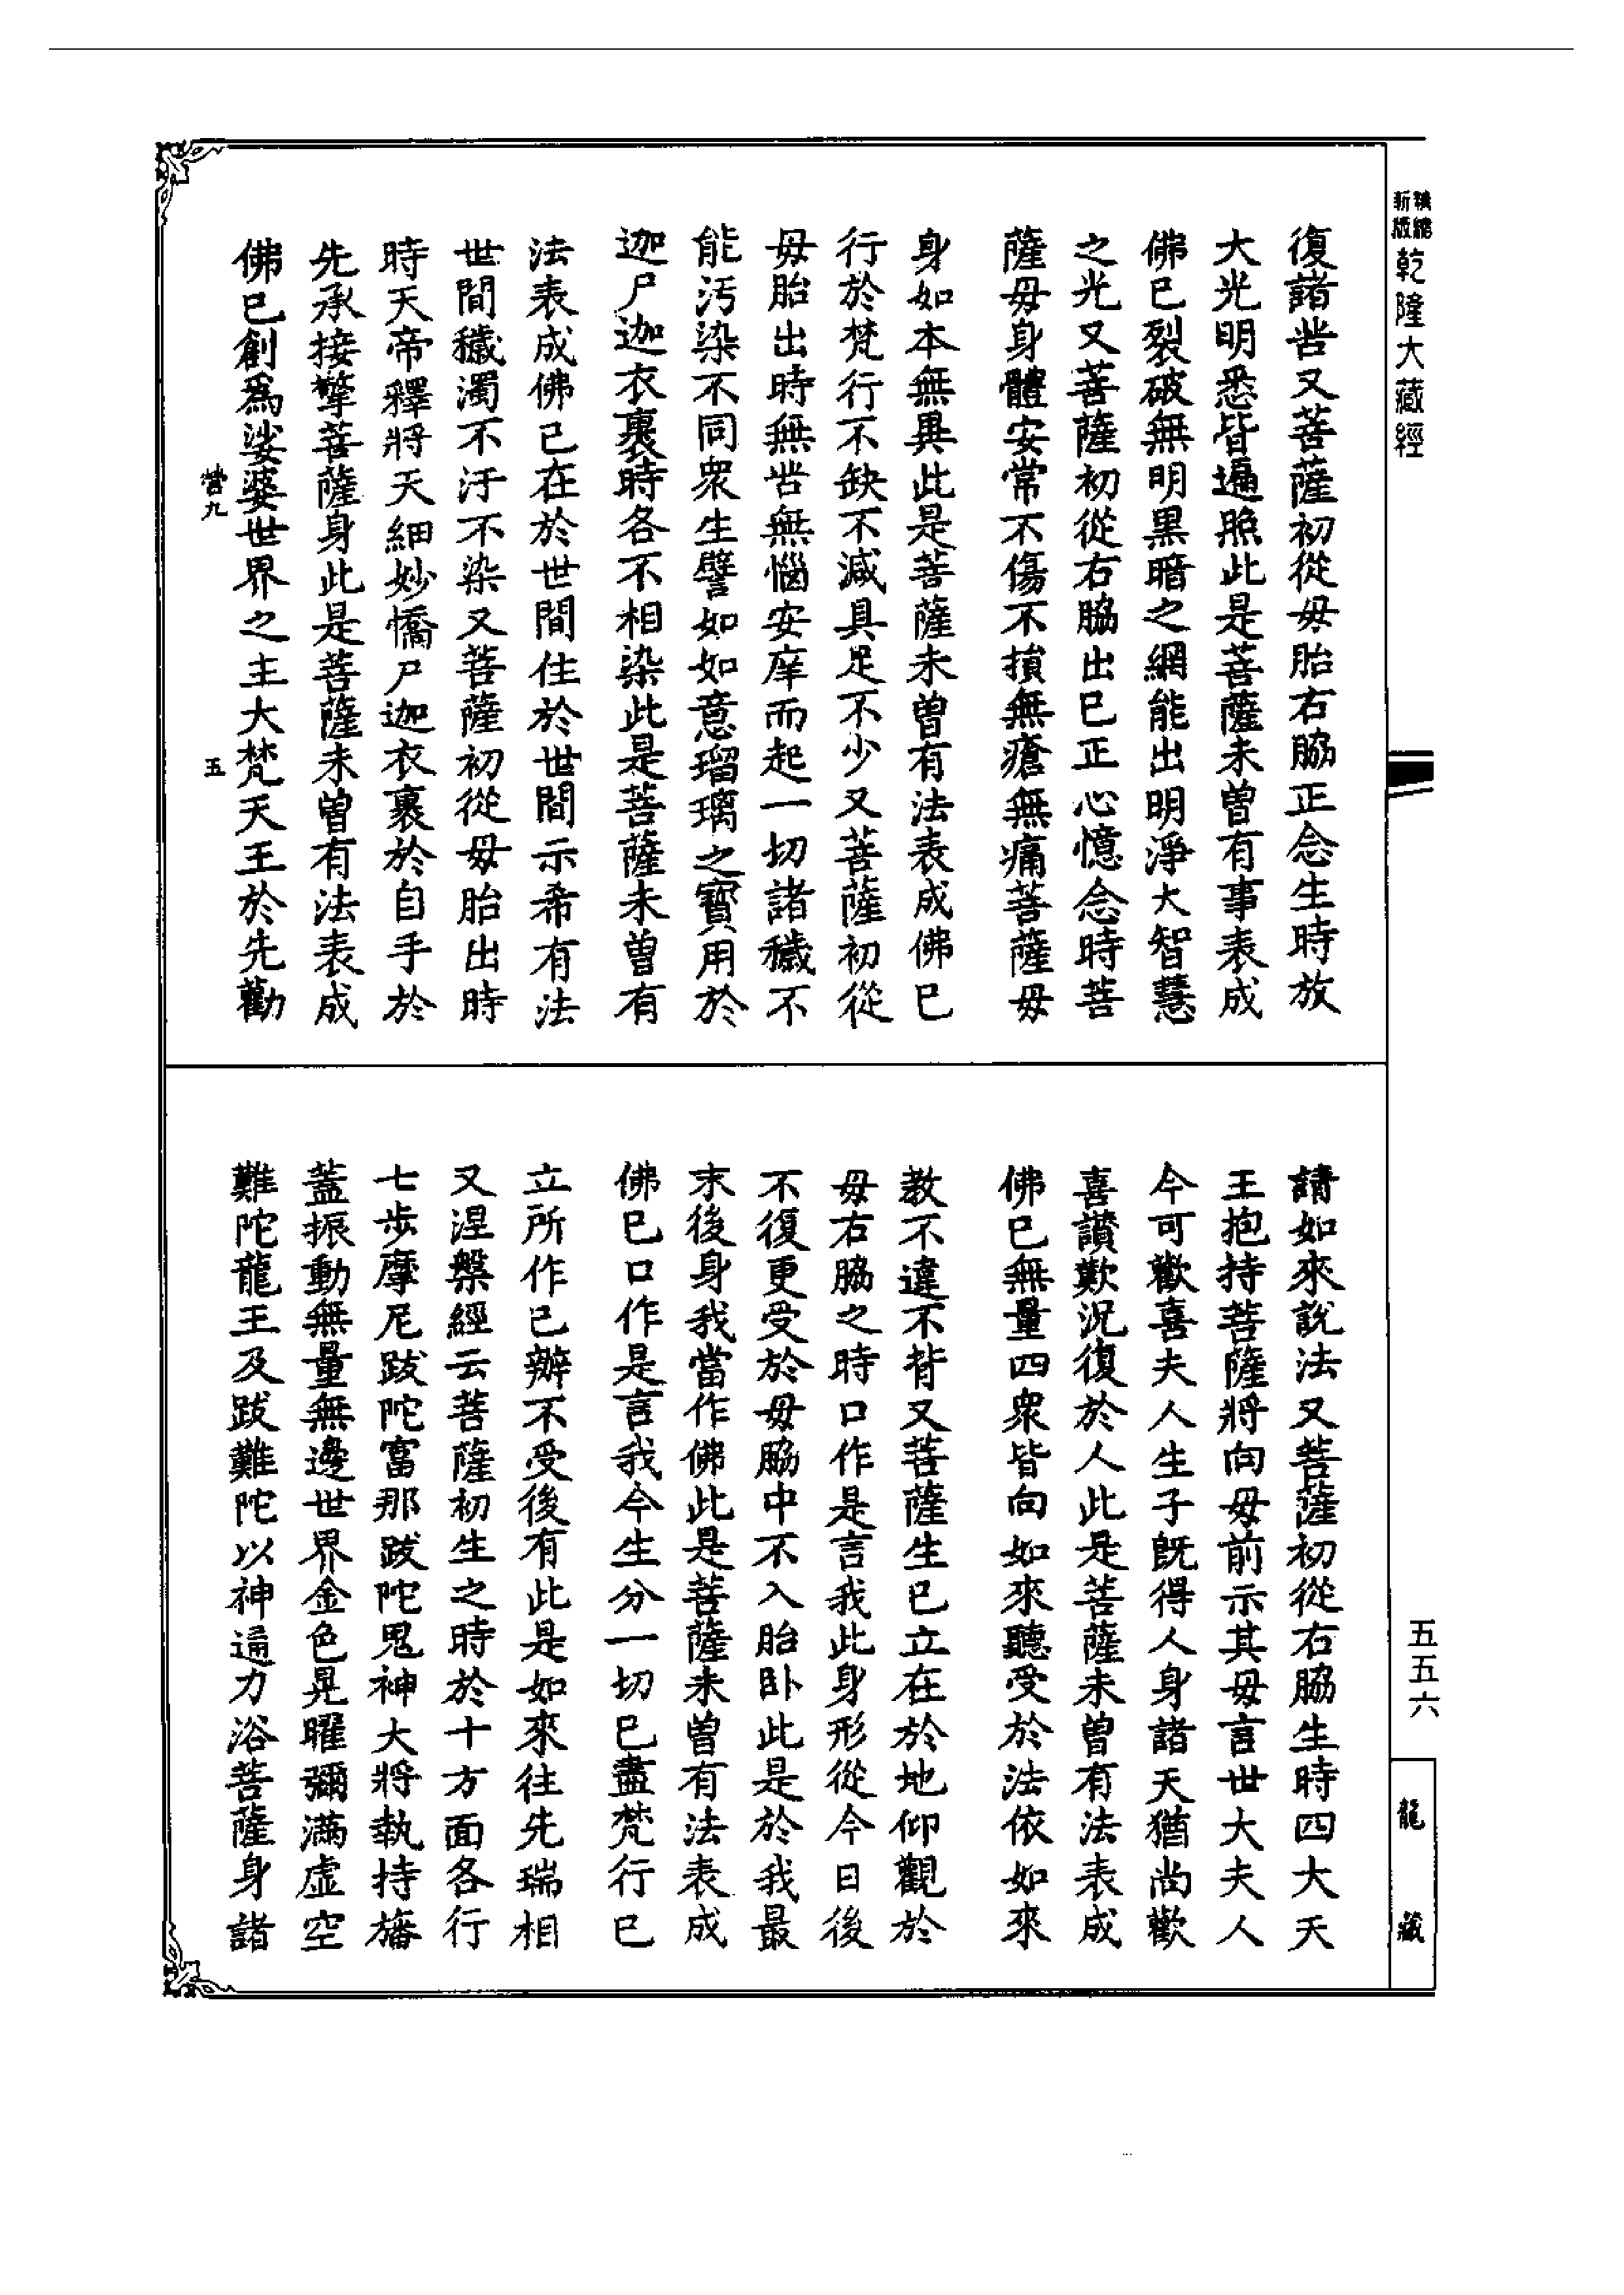 新編
縮版
乾隆大藏經
復諸苦又菩薩初從毋胎右脇正念生時放
大光明悉皆遍照此是菩薩未曾有事表成
佛已裂破無明黑暗之網能出明淨大智慧
之光又菩薩初從右脇出已正心憶念時菩
薩毋身體安常不傷不損無瘡無痛菩薩毋
身如本無異此是菩薩未曾有法表成佛已
行於梵行不缺不減具足不少又菩薩初從
毋胎出時無苦無惱安庠而起一切諸穢不
能汚染不同衆生譬如如意瑠璃之寶用於
迦尸迦衣裹時各不相染此是菩薩未曾有
法表成佛已在於世間住於世間示希有法
世間穢濁不汙不染又菩薩初從毋胎出時
時天帝釋將天細妙憍尸迦衣裹於自手於
先承接擎菩薩身此是菩薩未曾有法表成
佛已創爲娑婆世界之主大梵天王於先勸
營九
五
請如來說法又菩薩初從右脇生時四大天
王抱持菩薩將向毋前示其毋言世大夫人
今可歡喜夫人生子旣得人身諸天猶尚歡
喜讃歎況復於人此是菩薩未曾有法表成
佛已無量四衆皆向如來聽受於法依如來
教不違不背又菩薩生已立在於地仰觀於
毋右脇之時口作是言我此身形從今日後
不復更受於毋脇中不入胎卧此是於我最
末後身我當作佛此是菩薩未曾有法表成
佛已口作是言我今生分一切已盡梵行已
立所作已辦不受後有此是如來往先瑞相
又涅槃經云菩薩初生之時於十方面各行
七步摩尼跋陀富那跋陀鬼神大將執持旛
蓋振動無量無邊世界金色晃曜彌滿虛空
難陀龍王及跋難陀以神通力浴菩薩身諸
五五六
龍藏